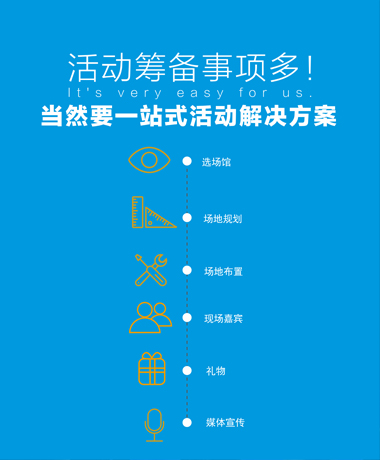 活动筹备事项多！
It's very easy for us.
当然要一站式活动解决方案
选场馆
场地规划
场地布置
现场嘉宾
礼物
媒体宣传